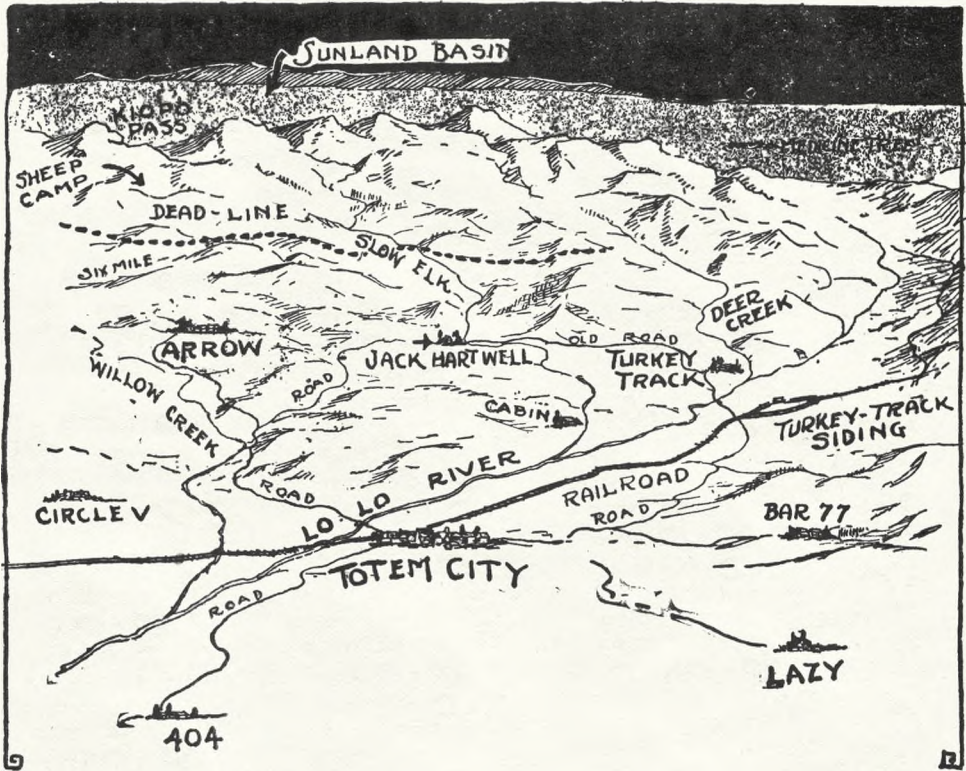 SUNLAND BASIN
KIOPO
PASS
MEDICINE TREE
SHEEP
CAMP
DEAD-LINE
SLOW ELK
SIX MILE
DEER
CREEK
ARROW
OLD ROAD
JACK HARTWELL
TURKEY
TRACK
WILLOW CREEK
ROAD
CABIN
TURKEY-TRACK
SIDING
LO LO RIVER
RAILROAD
ROAD
ROAD
CIRCLE V
BAR 77
TOTEM CITY
ROAD
LAZY
404